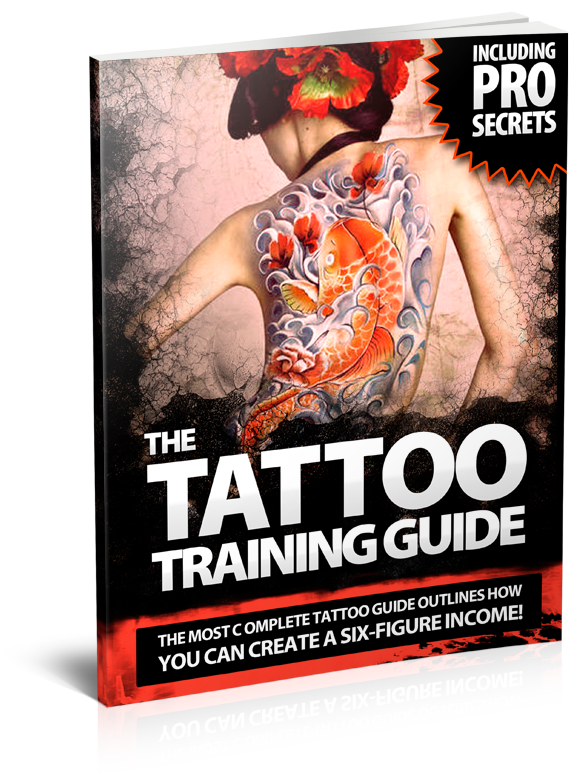 INCLUDING
PRO
SECRETS
THE
TATTOO
TRAINING GUIDE
THE MOST C OMPLETE TATTOO GUIDE OUTLINES HOW
YOU CAN CREATE A SIX-FIGURE INCOME!